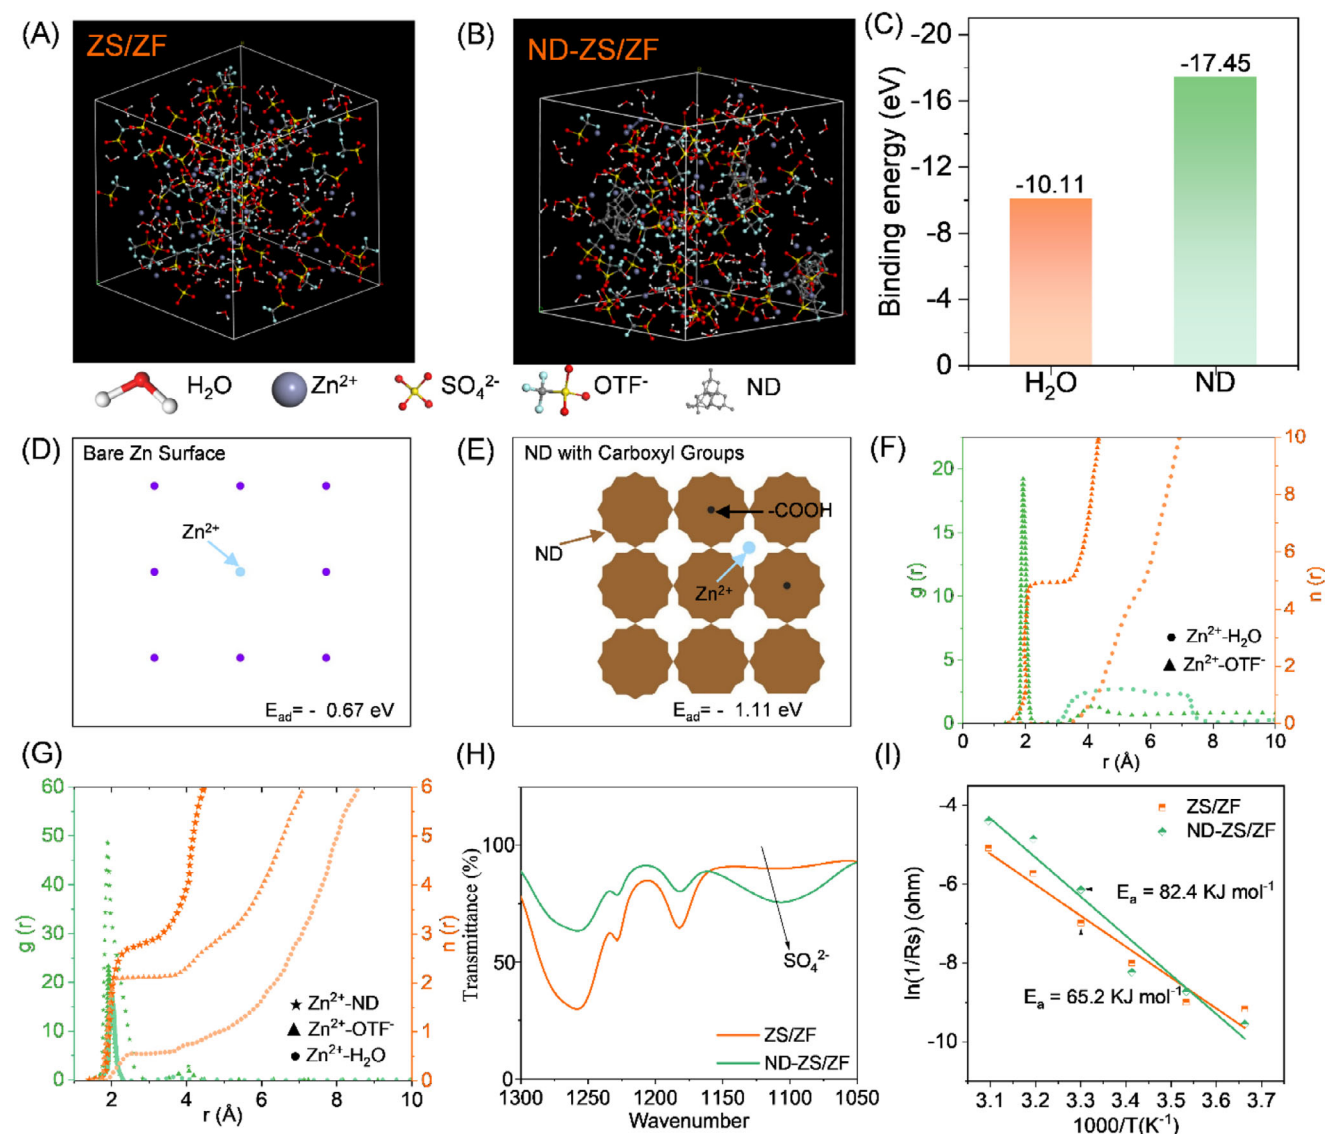 (A)
ZS/ZF
(B)
ND-ZS/ZF
H₂O
Zn²⁺
SO₄²⁻
OTF⁻
ND
(C)
Binding energy (eV)
-20
-16
-12
-8
-4
0
-10.11
-17.45
H₂O
ND
(D)
Bare Zn Surface
Zn²⁺
E_ad= - 0.67 eV
(E)
ND with Carboxyl Groups
-COOH
ND
Zn²⁺
E_ad= - 1.11 eV
(F)
g (r)
20
15
10
5
0
n (r)
10
8
6
4
2
0
Zn²⁺-H₂O
Zn²⁺-OTF⁻
0 2 4 6 8 10
r (Å)
(G)
g (r)
60
50
40
30
20
10
0
n (r)
6
5
4
3
2
1
0
Zn²⁺-ND
Zn²⁺-OTF⁻
Zn²⁺-H₂O
2 4 6 8 10
r (Å)
(H)
Transmittance (%)
100
50
0
SO₄²⁻
ZS/ZF
ND-ZS/ZF
1300 1250 1200 1150 1100 1050
Wavenumber
(I)
ln(1/Rs) (ohm)
-4
-6
-8
-10
ZS/ZF
ND-ZS/ZF
E_a = 82.4 KJ mol⁻¹
E_a = 65.2 KJ mol⁻¹
3.1 3.2 3.3 3.4 3.5 3.6 3.7
1000/T(K⁻¹)